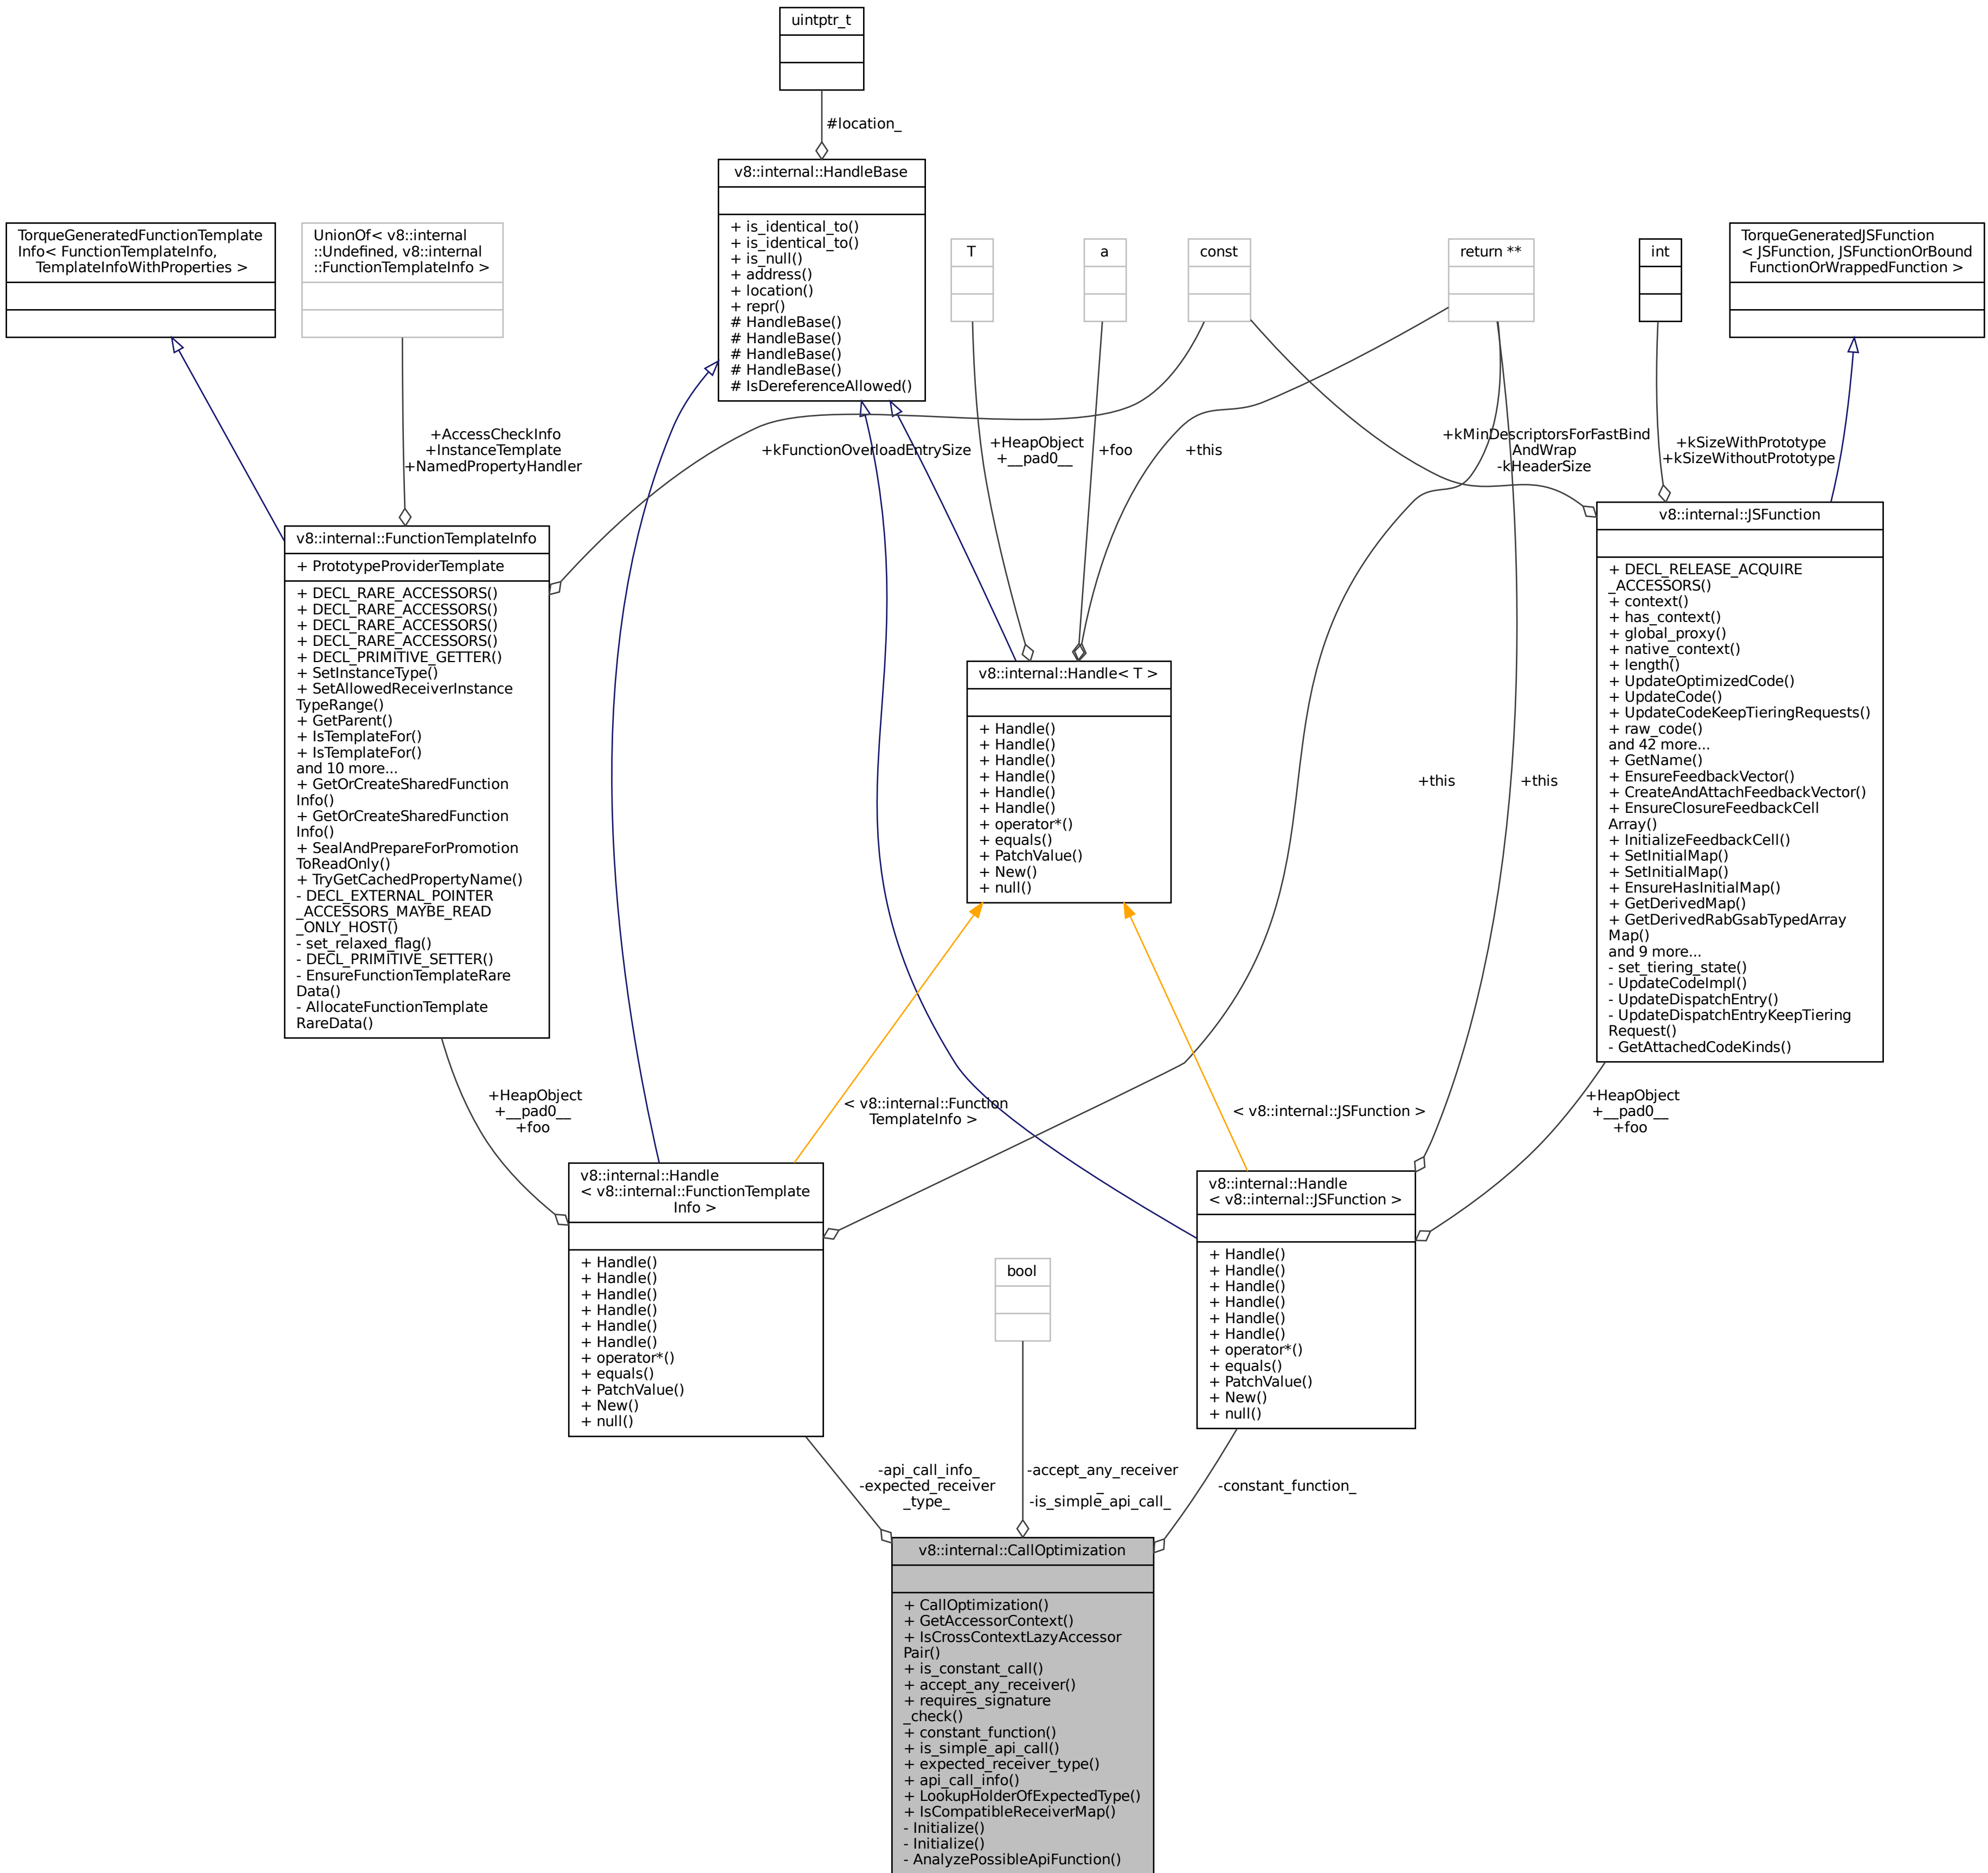 uintptr_t
#location_
v8::internal::HandleBase
+ is_identical_to()
+ is_identical_to()
+ is_null()
+ address()
+ location()
+ repr()
# HandleBase()
# HandleBase()
# HandleBase()
# HandleBase()
# IsDereferenceAllowed()
TorqueGeneratedFunctionTemplate
Info< FunctionTemplateInfo,
TemplateInfoWithProperties >
UnionOf< v8::internal
::Undefined, v8::internal
::FunctionTemplateInfo >
T
a
const
return **
int
TorqueGeneratedJSFunction
< JSFunction, JSFunctionOrBound
FunctionOrWrappedFunction >
+AccessCheckInfo
+InstanceTemplate
+NamedPropertyHandler
+kFunctionOverloadEntrySize
+HeapObject
+__pad0__
+foo
+this
+kMinDescriptorsForFastBind
AndWrap
-kHeaderSize
+kSizeWithPrototype
+kSizeWithoutPrototype
v8::internal::FunctionTemplateInfo
+ PrototypeProviderTemplate
+ DECL_RARE_ACCESSORS()
+ DECL_RARE_ACCESSORS()
+ DECL_RARE_ACCESSORS()
+ DECL_RARE_ACCESSORS()
+ DECL_PRIMITIVE_GETTER()
+ SetInstanceType()
+ SetAllowedReceiverInstance
TypeRange()
+ GetParent()
+ IsTemplateFor()
+ IsTemplateFor()
and 10 more...
+ GetOrCreateSharedFunction
Info()
+ GetOrCreateSharedFunction
Info()
+ SealAndPrepareForPromotion
ToReadOnly()
+ TryGetCachedPropertyName()
- DECL_EXTERNAL_POINTER
_ACCESSORS_MAYBE_READ
_ONLY_HOST()
- set_relaxed_flag()
- DECL_PRIMITIVE_SETTER()
- EnsureFunctionTemplateRare
Data()
- AllocateFunctionTemplate
RareData()
v8::internal::Handle< T >
+ Handle()
+ Handle()
+ Handle()
+ Handle()
+ Handle()
+ Handle()
+ operator*()
+ equals()
+ PatchValue()
+ New()
+ null()
+this
+this
v8::internal::JSFunction
+ DECL_RELEASE_ACQUIRE
_ACCESSORS()
+ context()
+ has_context()
+ global_proxy()
+ native_context()
+ length()
+ UpdateOptimizedCode()
+ UpdateCode()
+ UpdateCodeKeepTieringRequests()
+ raw_code()
and 42 more...
+ GetName()
+ EnsureFeedbackVector()
+ CreateAndAttachFeedbackVector()
+ EnsureClosureFeedbackCell
Array()
+ InitializeFeedbackCell()
+ SetInitialMap()
+ SetInitialMap()
+ EnsureHasInitialMap()
+ GetDerivedMap()
+ GetDerivedRabGsabTypedArray
Map()
and 9 more...
- set_tiering_state()
- UpdateCodeImpl()
- UpdateDispatchEntry()
- UpdateDispatchEntryKeepTiering
Request()
- GetAttachedCodeKinds()
+HeapObject
+__pad0__
+foo
< v8::internal::Function
TemplateInfo >
< v8::internal::JSFunction >
+HeapObject
+__pad0__
+foo
v8::internal::Handle
< v8::internal::FunctionTemplate
Info >
+ Handle()
+ Handle()
+ Handle()
+ Handle()
+ Handle()
+ Handle()
+ operator*()
+ equals()
+ PatchValue()
+ New()
+ null()
bool
v8::internal::Handle
< v8::internal::JSFunction >
+ Handle()
+ Handle()
+ Handle()
+ Handle()
+ Handle()
+ Handle()
+ operator*()
+ equals()
+ PatchValue()
+ New()
+ null()
-api_call_info_
-expected_receiver
_type_
-accept_any_receiver
_
-is_simple_api_call_
-constant_function_
v8::internal::CallOptimization
+ CallOptimization()
+ GetAccessorContext()
+ IsCrossContextLazyAccessor
Pair()
+ is_constant_call()
+ accept_any_receiver()
+ requires_signature
_check()
+ constant_function()
+ is_simple_api_call()
+ expected_receiver_type()
+ api_call_info()
+ LookupHolderOfExpectedType()
+ IsCompatibleReceiverMap()
- Initialize()
- Initialize()
- AnalyzePossibleApiFunction()